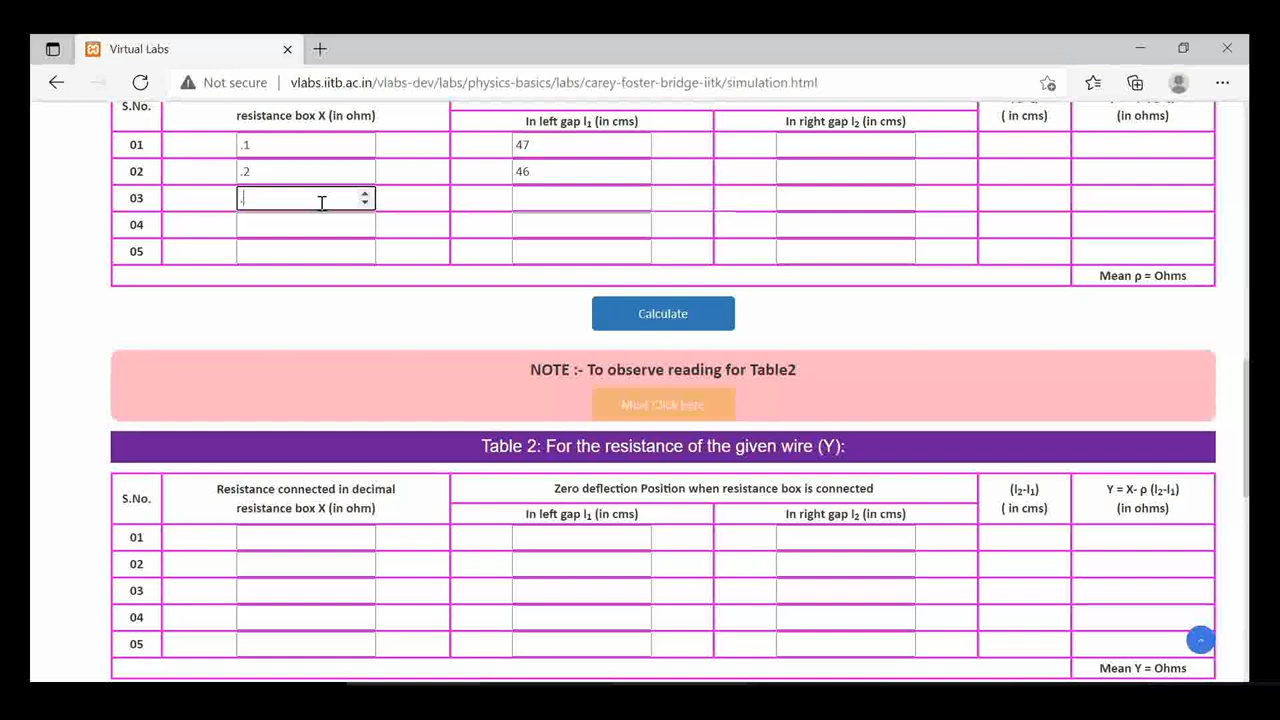 Virtual Labs
Not secure vlabs.iitb.ac.in/vlabs-dev/labs/physics-basics/labs/carey-foster-bridge-iitk/simulation.html
S.No.
resistance box X (in ohm)
In left gap l₁ (in cms)
In right gap l₂ (in cms)
( in cms)
(in ohms)
01 .1 47
02 .2 46
03 .
04
05
Mean ρ = Ohms
Calculate
NOTE :- To observe reading for Table2
Must Click here
Table 2: For the resistance of the given wire (Y):
S.No.
Resistance connected in decimal
resistance box X (in ohm)
Zero deflection Position when resistance box is connected
In left gap l₁ (in cms)
In right gap l₂ (in cms)
(l₂-l₁)
( in cms)
Y = X- ρ (l₂-l₁)
(in ohms)
01
02
03
04
05
Mean Y = Ohms